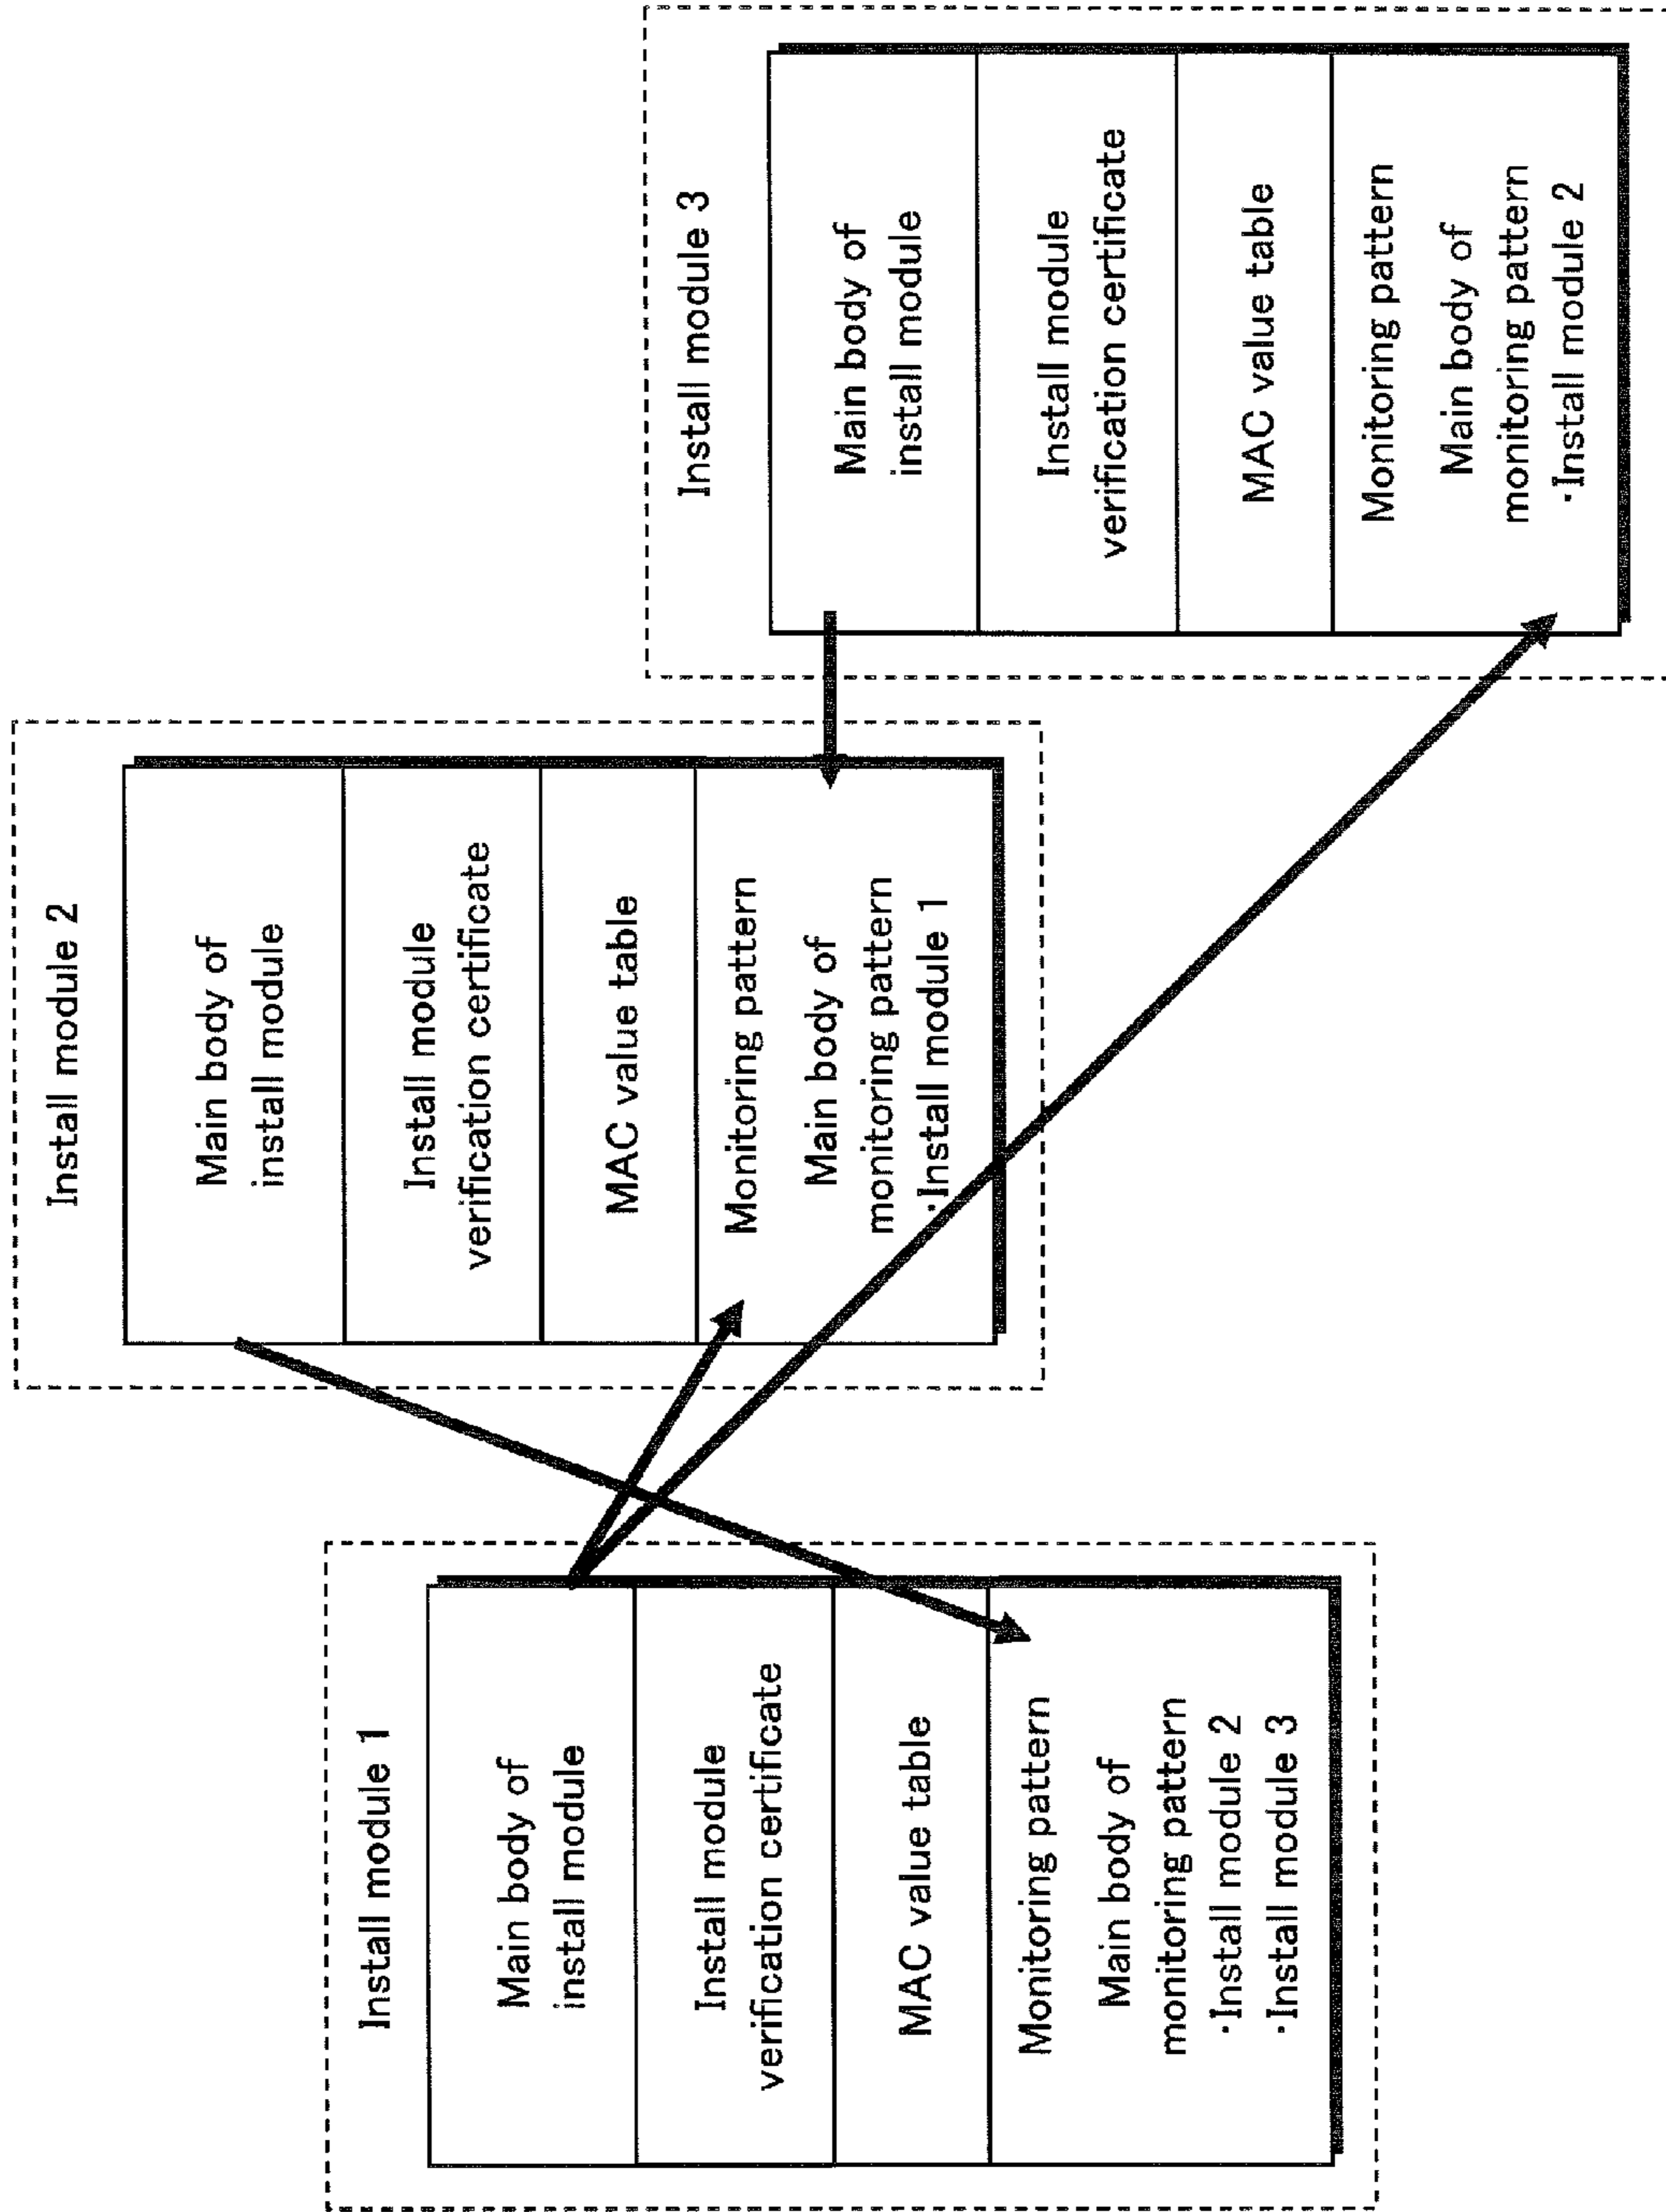 Install module 1
Main body of
install module
Install module
verification certificate
MAC value table
Monitoring pattern
Main body of
monitoring pattern
･Install module 2
･Install module 3
Install module 2
Main body of
install module
Install module
verification certificate
MAC value table
Monitoring pattern
Main body of
monitoring pattern
･Install module 1
Install module 3
Main body of
install module
Install module
verification certificate
MAC value table
Monitoring pattern
Main body of
monitoring pattern
･Install module 2